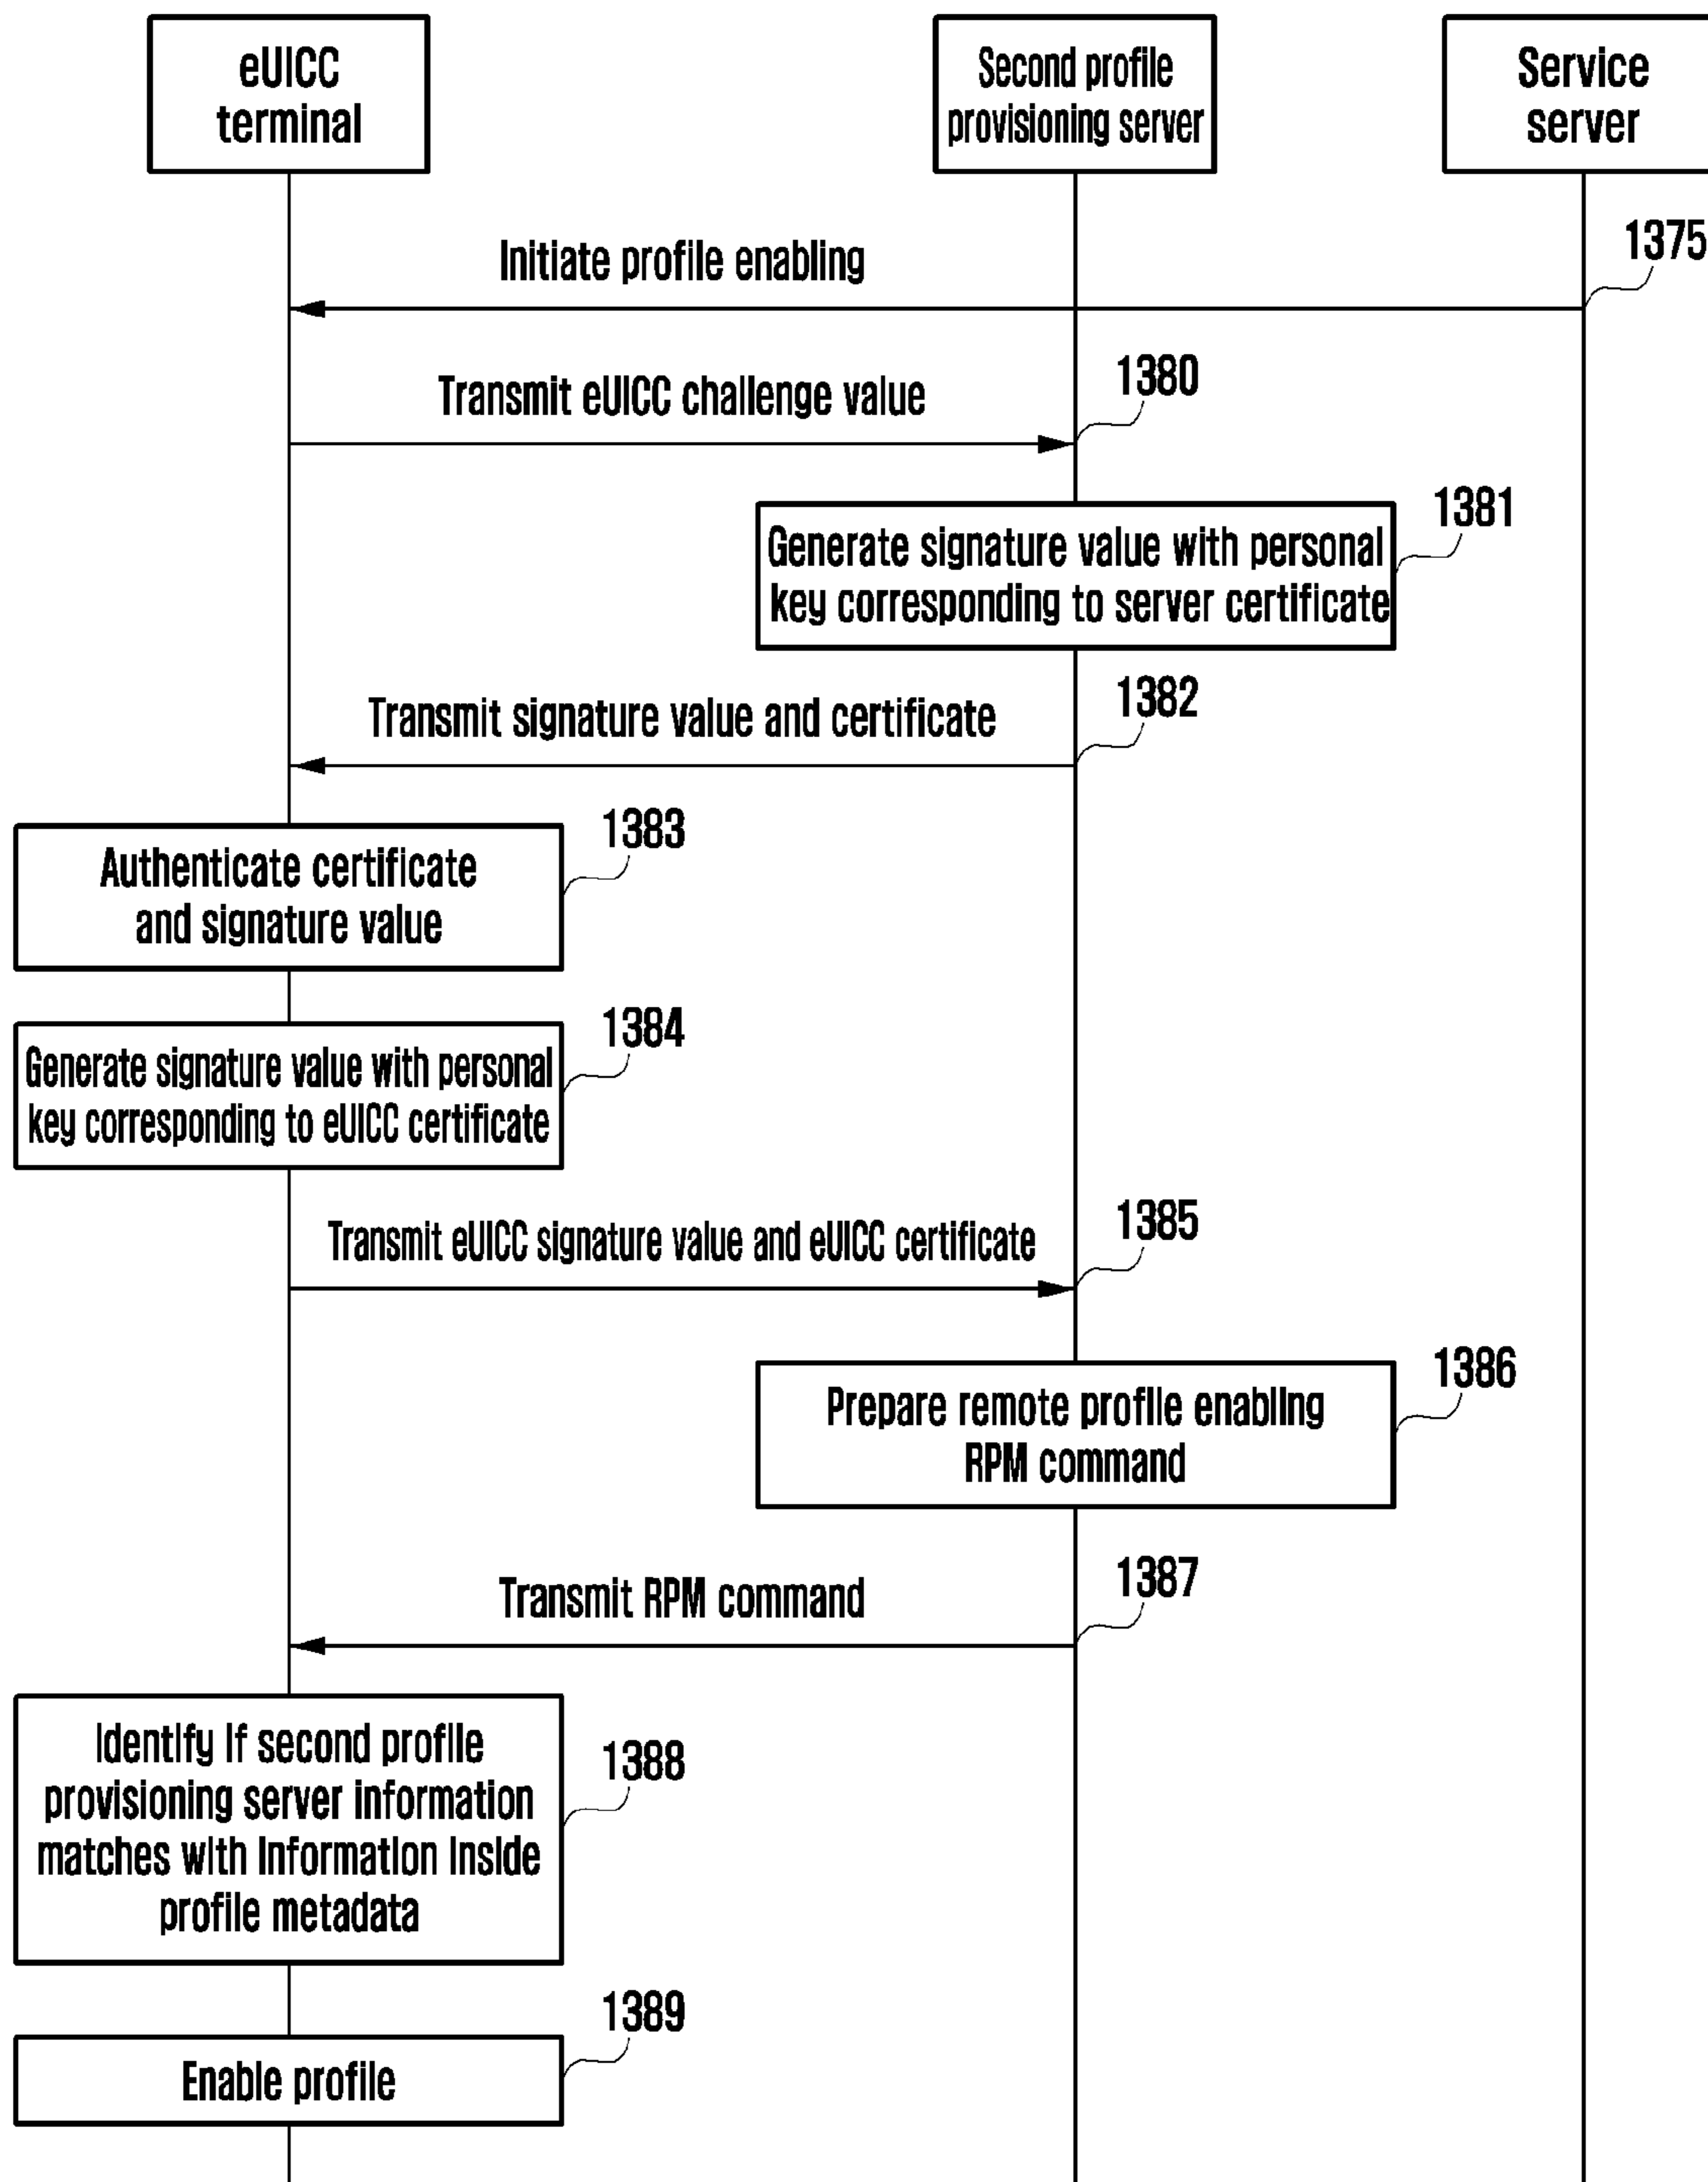 eUICC
terminal
Second profile
provisioning server
Service
server
1375
Initiate profile enabling
1380
Transmit eUICC challenge value
1381
Generate signature value with personal
key corresponding to server certificate
1382
Transmit signature value and certificate
1383
Authenticate certificate
and signature value
1384
Generate signature value with personal
key corresponding to eUICC certificate
1385
Transmit eUICC signature value and eUICC certificate
1386
Prepare remote profile enabling
RPM command
1387
Transmit RPM command
Identify if second profile
1388
provisioning server information
matches with information inside
profile metadata
1389
Enable profile